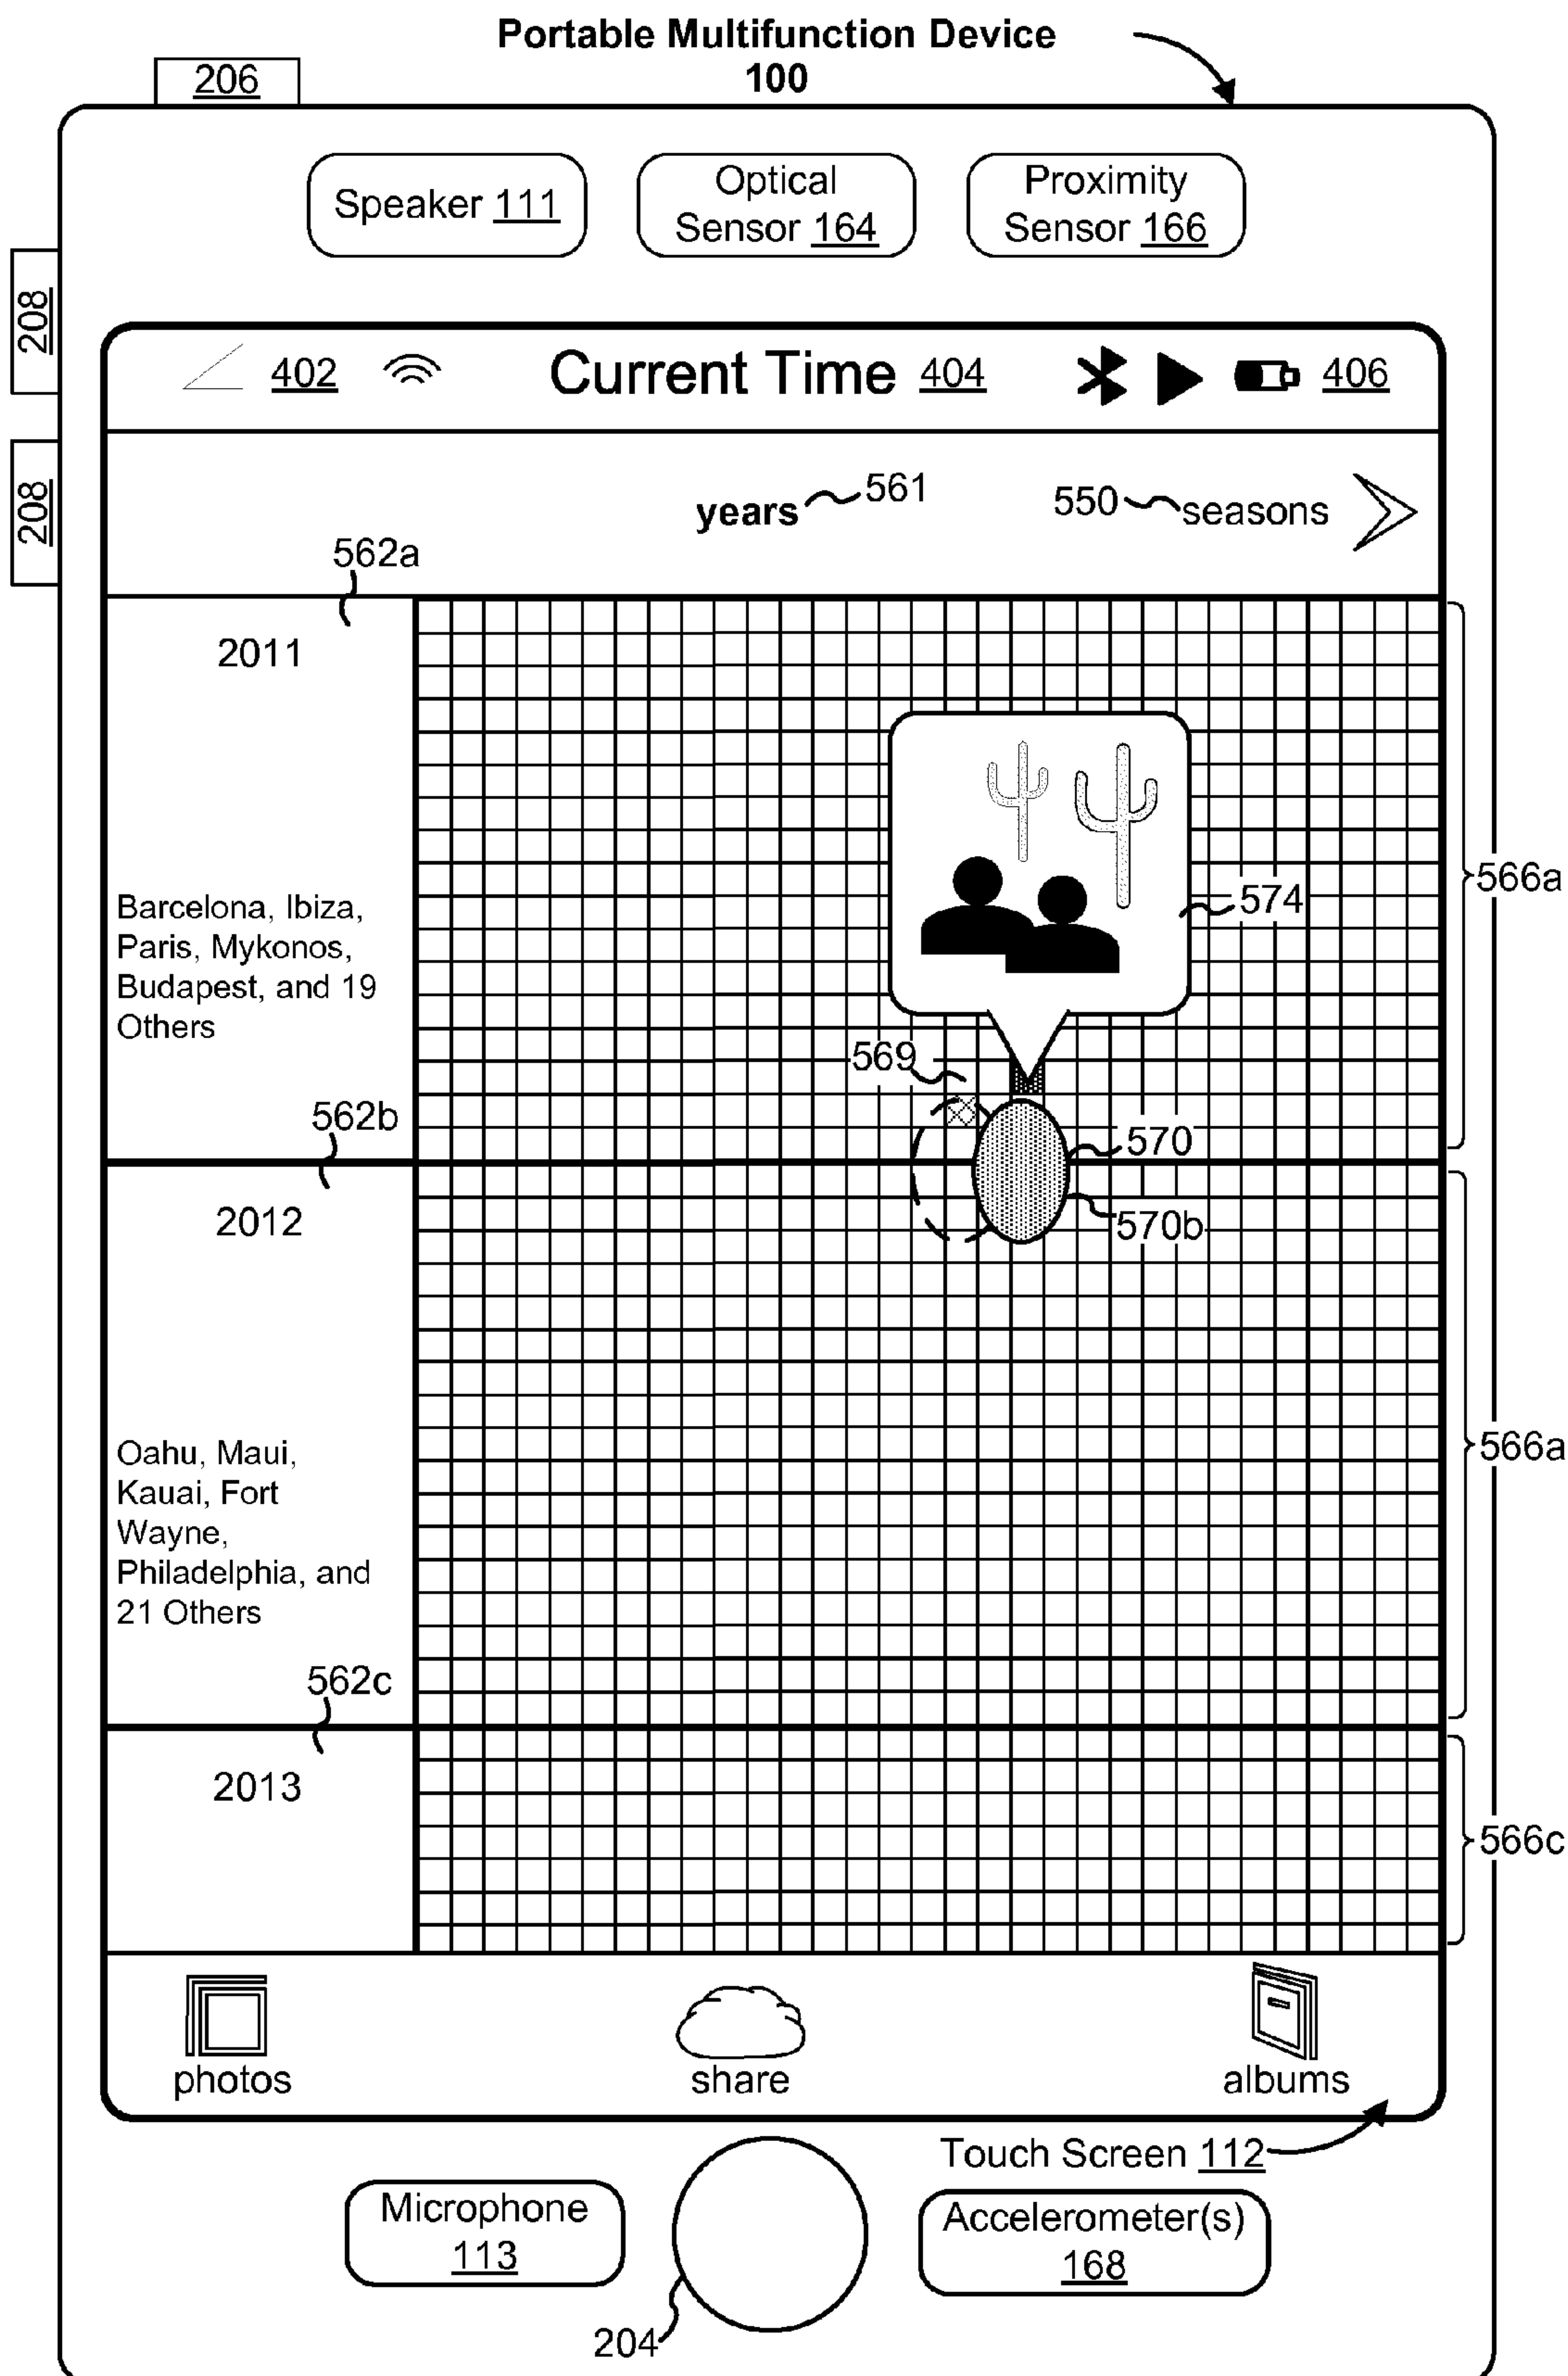 Portable Multifunction Device
100
206
Speaker 111
Optical
Sensor 164
Proximity
Sensor 166
208
208
402
Current Time 404
406
years
561
550
seasons
562a
2011
Barcelona, Ibiza,
Paris, Mykonos,
Budapest, and 19
Others
574
566a
569
570
570b
562b
2012
Oahu, Maui,
Kauai, Fort
Wayne,
Philadelphia, and
21 Others
566a
562c
2013
566c
photos
share
albums
Touch Screen 112
Microphone
113
Accelerometer(s)
168
204